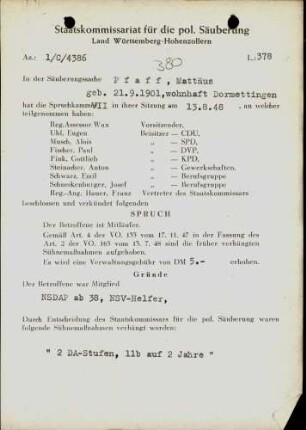 Staatskommissariat für die pol. Säuberung
Land Württemberg-Hohenzollern
Az.: 1/C/4386
380
L: 378
In der Säuberungssache P f a f f , Mattäus
geb. 21.9.1901, wohnhaft Dormettingen
hat die Spruchkammer VII in ihrer Sitzung am 13.8.48 , an welcher
teilgenommen haben:
Reg.Assessor Wax Vorsitzender,
Uhl, Eugen Beisitzer - CDU,
Musch, Alois „ - SPD,
Fischer, Paul „ - DVP,
Fink, Gottlieb „ - KPD,
Steinacher, Anton „ - Gewerkschaften,
Schwarz, Emil „ - Berufsgruppe
Schneckenburger, Josef „ - Berufsgruppe
Reg.-Ang. Bauer, Franz Vertreter des Staatskommissars
beschlossen und verkündet folgenden
SPRUCH
Der Betroffene ist Mitläufer.
Gemäß Art. 4 der VO. 133 vom 17. 11. 47 in der Fassung des
Art. 2 der VO. 165 vom 13. 7. 48 sind die früher verhängten
Sühnemaßnahmen aufgehoben.
Es wird eine Verwaltungsgebühr von DM 5.- erhoben.
Gründe
Der Betroffene war Mitglied
NSDAP ab 38, NSV-Helfer,
Durch Entscheidung des Staatskommissars für die pol. Säuberung waren
folgende Sühnemaßnahmen verhängt worden:
" 2 DA-Stufen, 11b auf 2 Jahre "